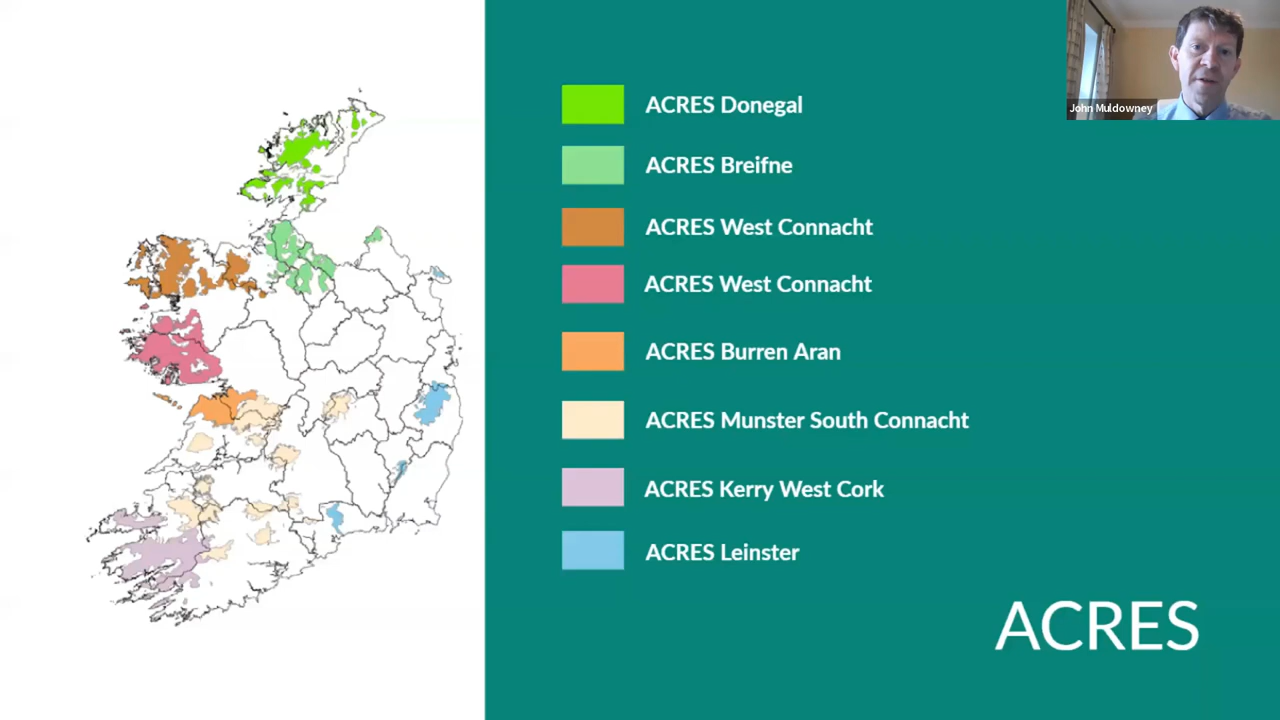 John Muldowney
ACRES Donegal
ACRES Breifne
ACRES West Connacht
ACRES West Connacht
ACRES Burren Aran
ACRES Munster South Connacht
ACRES Kerry West Cork
ACRES Leinster
ACRES